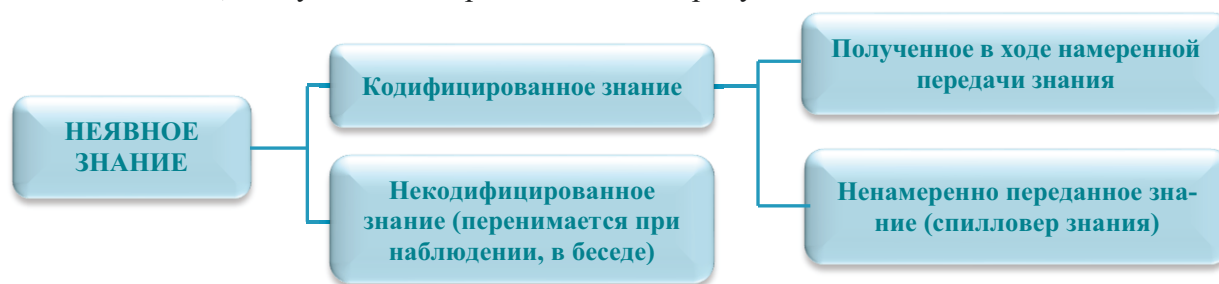 НЕЯВНОЕ
ЗНАНИЕ
Кодифицированное знание
Некодифицированное
знание (перенимается при
наблюдении, в беседе)
Полученное в ходе намеренной
передачи знания
Ненамеренно переданное зна-
ние (спилловер знания)